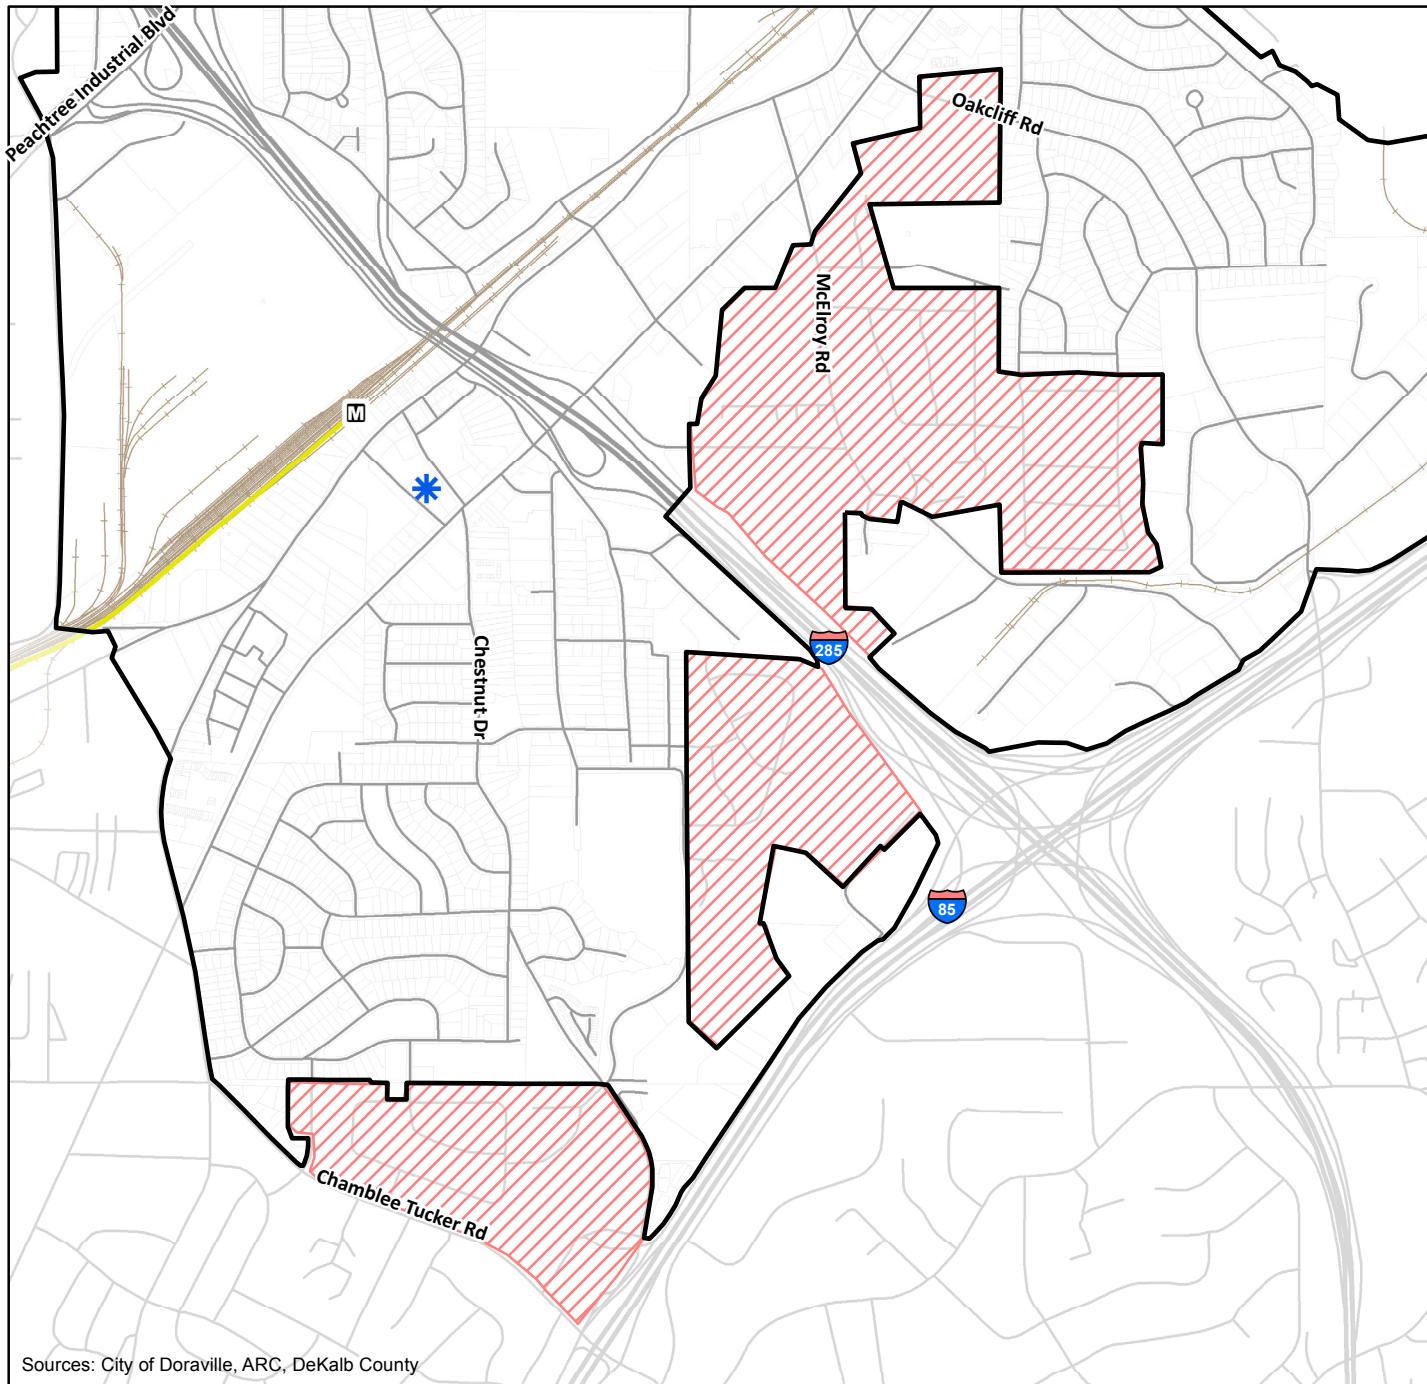 Peachtree Industrial Blvd
Oakcliff Rd
McElroy Rd
M
Chestnut Dr
285
85
Chamblee Tucker Rd
Sources: City of Doraville, ARC, DeKalb County